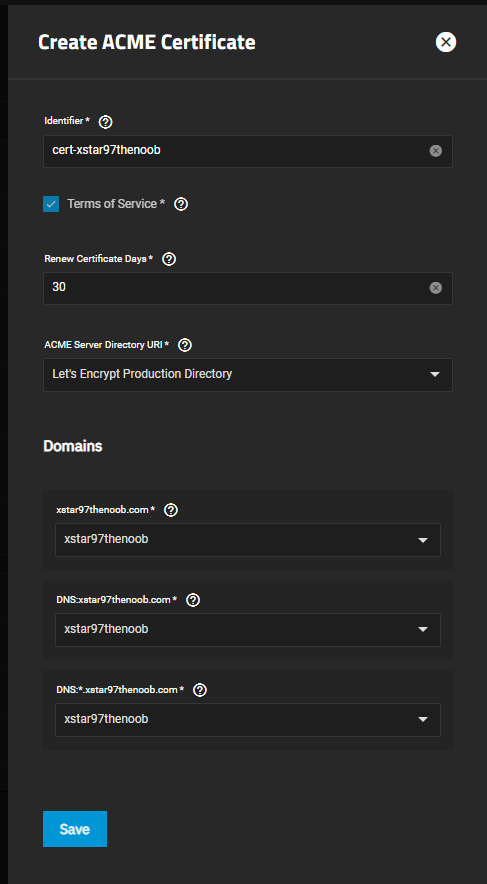 Create ACME Certificate
Identifier *
cert-xstar97thenoob
Terms of Service *
Renew Certificate Days *
30
ACME Server Directory URI *
Let's Encrypt Production Directory
Domains
xstar97thenoob.com *
xstar97thenoob
DNS:xstar97thenoob.com *
xstar97thenoob
DNS:*.xstar97thenoob.com *
xstar97thenoob
Save